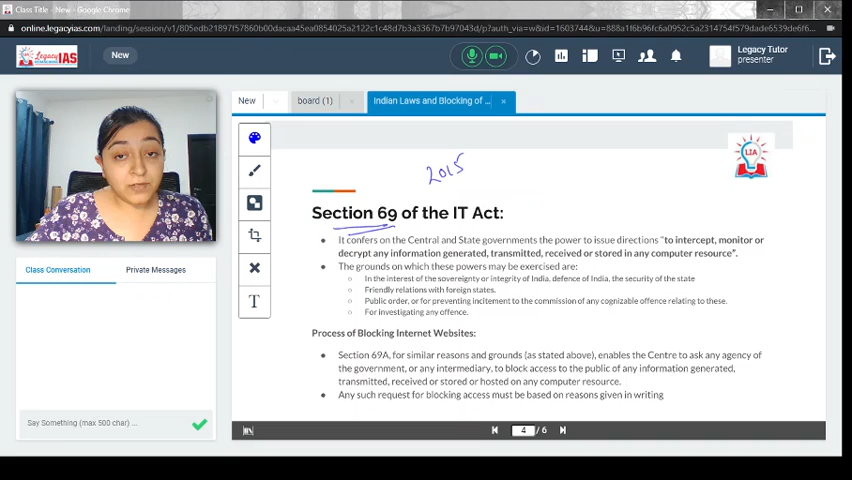 Class Title - New - Google Chrome
online.legacyias.com/landing/session/v1/805edb21897f57860b00dacaa45ea0854025a2122c1c48d7b3a3367b7b97043d/p?auth_via=w&id=1603744&u=888a1f6b96fc6a0952c5a2314754f579dade5539de6f6...
Legacy IAS
New
Legacy Tutor
presenter
New
board (1)
Indian Laws and Blocking of ...
LIA
2015
Section 69 of the IT Act:
It confers on the Central and State governments the power to issue directions "to intercept, monitor or
decrypt any information generated, transmitted, received or stored in any computer resource".
The grounds on which these powers may be exercised are:
In the interest of the sovereignty or integrity of India, defence of India, the security of the state
Friendly relations with foreign states.
Public order, or for preventing incitement to the commission of any cognizable offence relating to these.
For investigating any offence.
Process of Blocking Internet Websites:
Section 69A, for similar reasons and grounds (as stated above), enables the Centre to ask any agency of
the government, or any intermediary, to block access to the public of any information generated,
transmitted, received or stored or hosted on any computer resource.
Any such request for blocking access must be based on reasons given in writing
Class Conversation
Private Messages
Say Something (max 500 char) ...
T
4 / 6